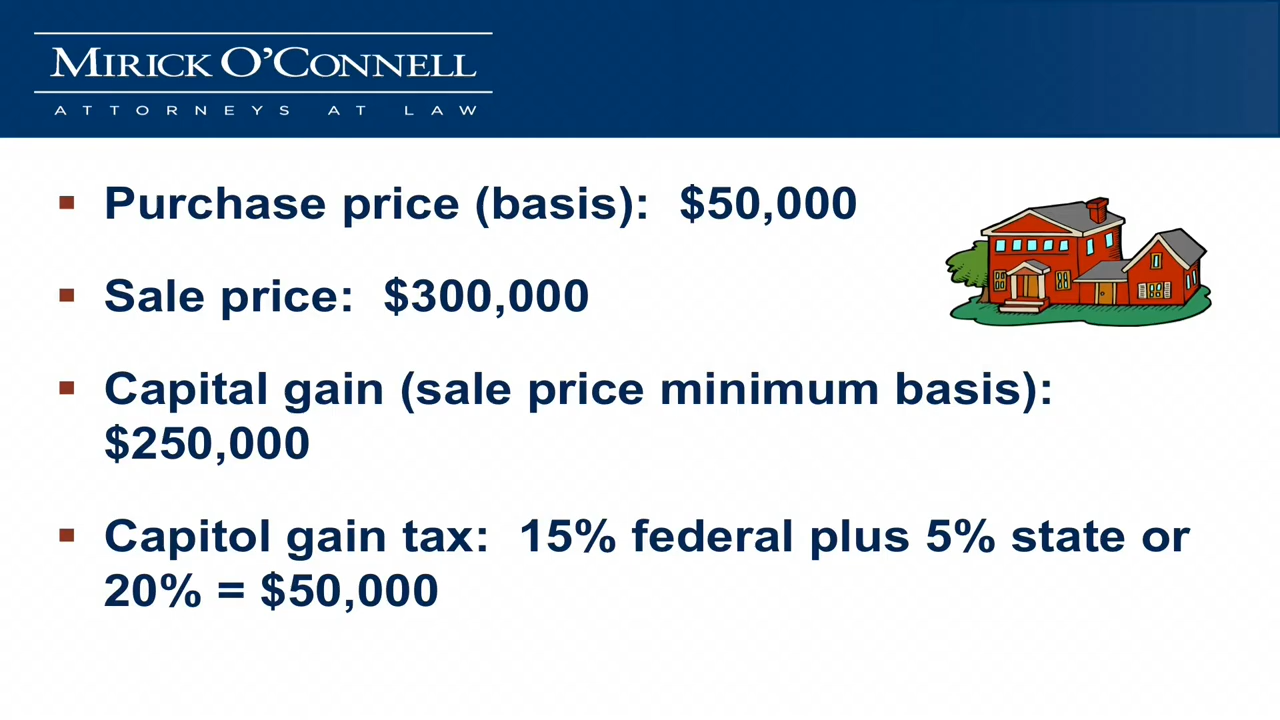 MIRICK O'CONNELL
ATTORNEYS AT LAW
▪ Purchase price (basis): $50,000
▪ Sale price: $300,000
▪ Capital gain (sale price minimum basis):
$250,000
▪ Capitol gain tax: 15% federal plus 5% state or
20% = $50,000